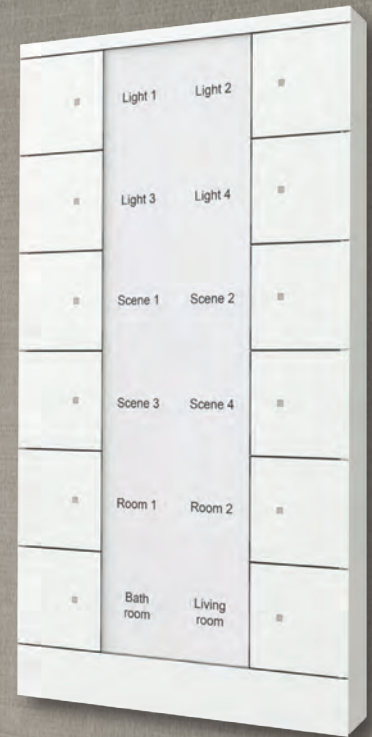 Light 1 Light 2
Light 3 Light 4
Scene 1 Scene 2
Scene 3 Scene 4
Room 1 Room 2
Bath Living
room room